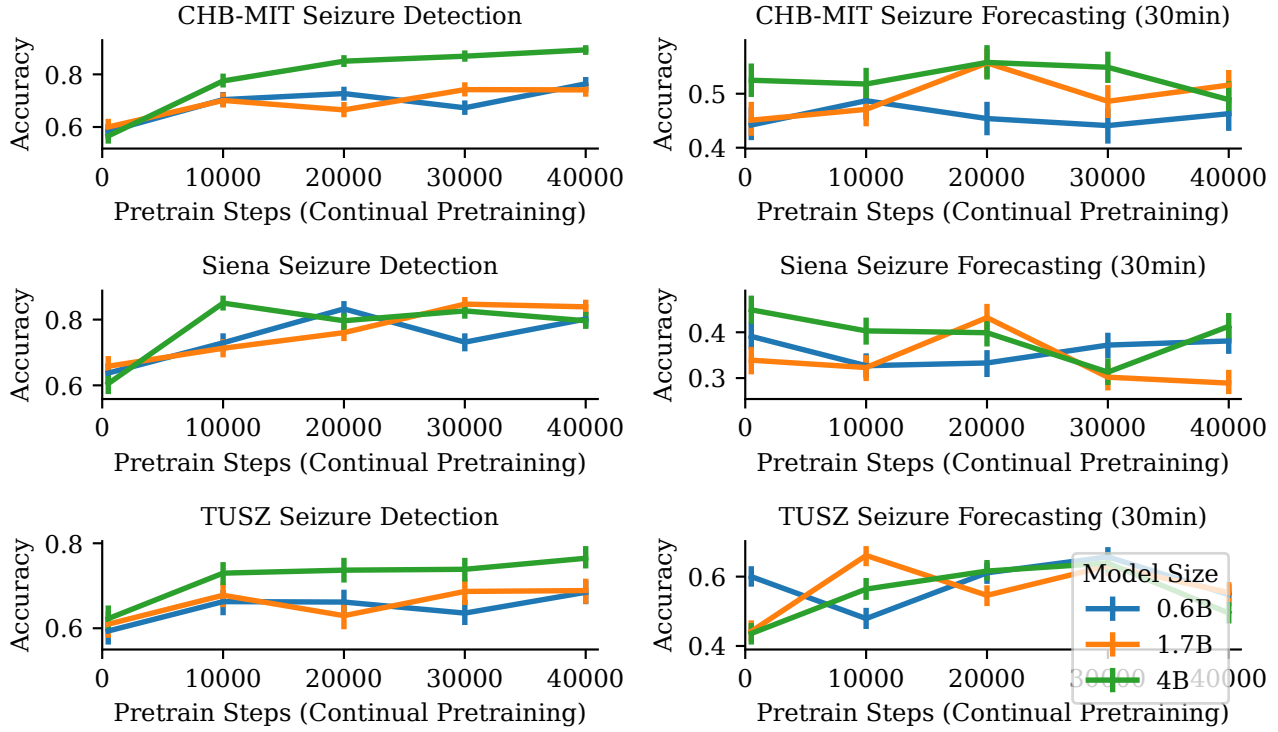 CHB-MIT Seizure Detection
Accuracy
0.8
0.6
0 10000 20000 30000 40000
Pretrain Steps (Continual Pretraining)
CHB-MIT Seizure Forecasting (30min)
Accuracy
0.5
0.4
0 10000 20000 30000 40000
Pretrain Steps (Continual Pretraining)
Siena Seizure Detection
Accuracy
0.8
0.6
0 10000 20000 30000 40000
Pretrain Steps (Continual Pretraining)
Siena Seizure Forecasting (30min)
Accuracy
0.4
0.3
0 10000 20000 30000 40000
Pretrain Steps (Continual Pretraining)
TUSZ Seizure Detection
Accuracy
0.8
0.6
0 10000 20000 30000 40000
Pretrain Steps (Continual Pretraining)
TUSZ Seizure Forecasting (30min)
Accuracy
0.6
0.4
0 10000 20000 30000 40000
Pretrain Steps (Continual Pretraining)
Model Size
0.6B
1.7B
4B